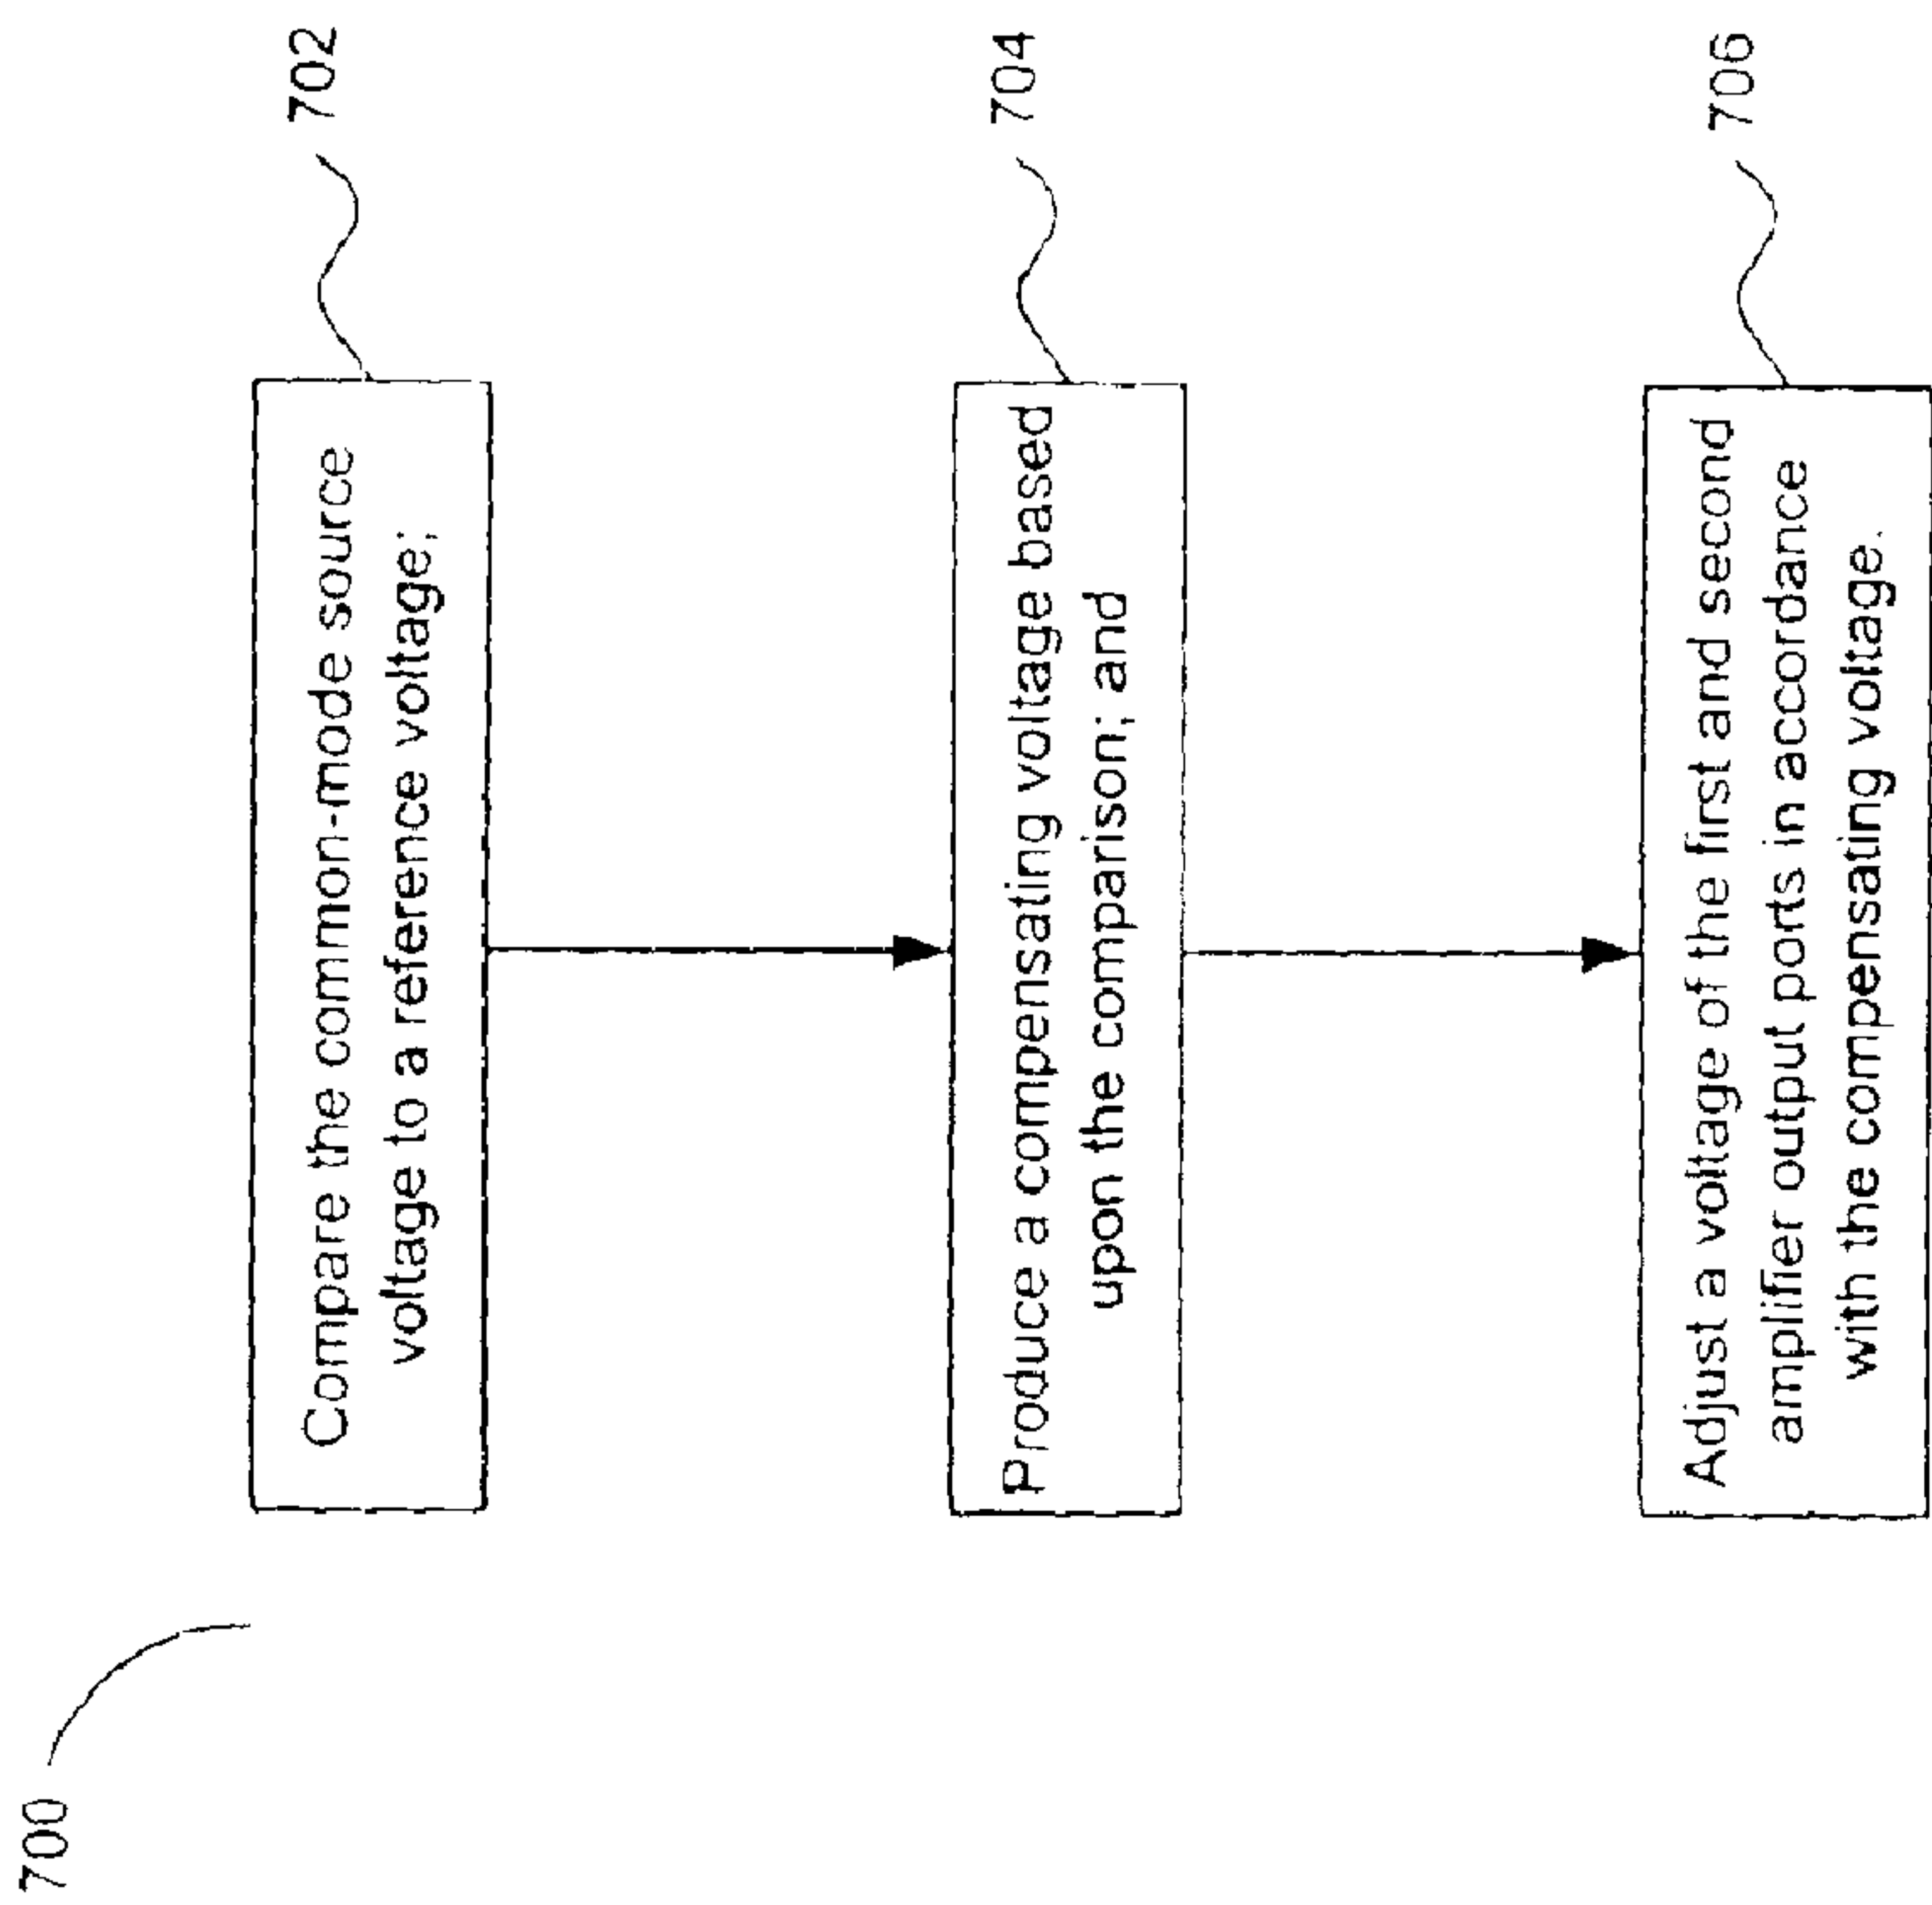 700
702
Compare the common-mode source
voltage to a reference voltage;
704
Produce a compensating voltage based
upon the comparison; and
706
Adjust a voltage of the first and second
amplifier output ports in accordance
with the compensating voltage.